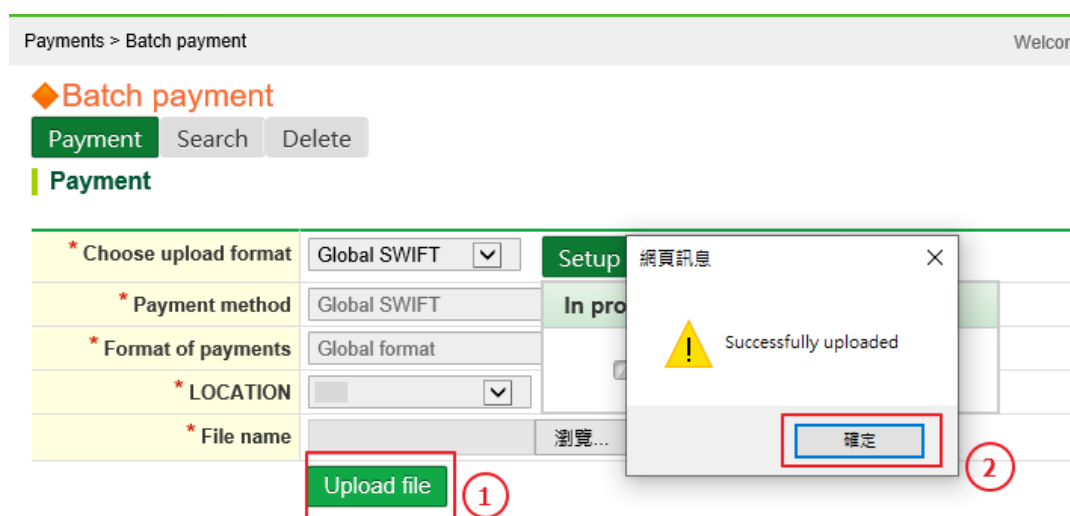 Payments > Batch payment Welcor
Batch payment
Payment Search Delete
Payment
* Choose upload format Global SWIFT Setup
網頁訊息
* Payment method Global SWIFT In pro
Successfully uploaded
* Format of payments Global format
* LOCATION
* File name 瀏覽...
確定
2
Upload file
1